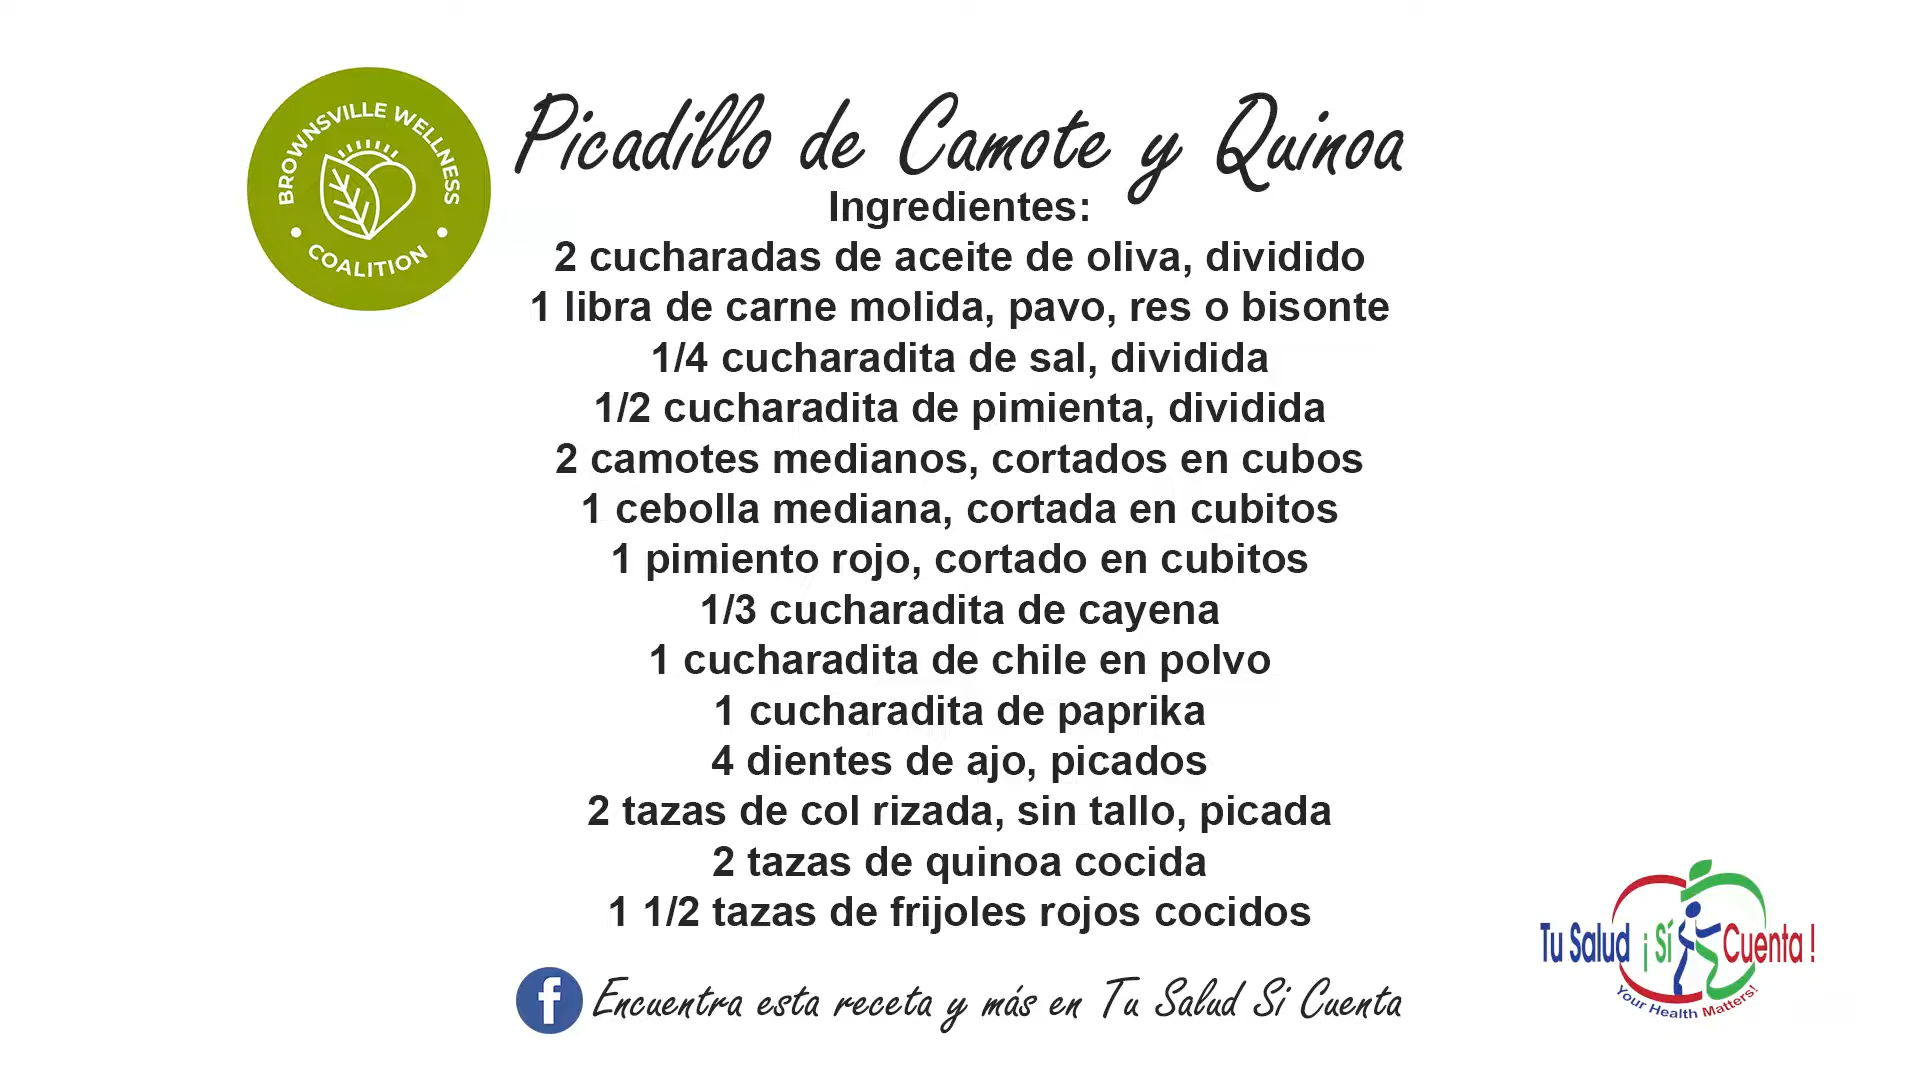 BROWNSVILLE WELLNESS
COALITION
Picadillo de Camote y Quinoa
Ingredientes:
2 cucharadas de aceite de oliva, dividido
1 libra de carne molida, pavo, res o bisonte
1/4 cucharadita de sal, dividida
1/2 cucharadita de pimienta, dividida
2 camotes medianos, cortados en cubos
1 cebolla mediana, cortada en cubitos
1 pimiento rojo, cortado en cubitos
1/3 cucharadita de cayena
1 cucharadita de chile en polvo
1 cucharadita de paprika
4 dientes de ajo, picados
2 tazas de col rizada, sin tallo, picada
2 tazas de quinoa cocida
1 1/2 tazas de frijoles rojos cocidos
f Encuentra esta receta y más en Tu Salud Si Cuenta
Tu Salud ¡Sí Cuenta!
Your Health Matters!